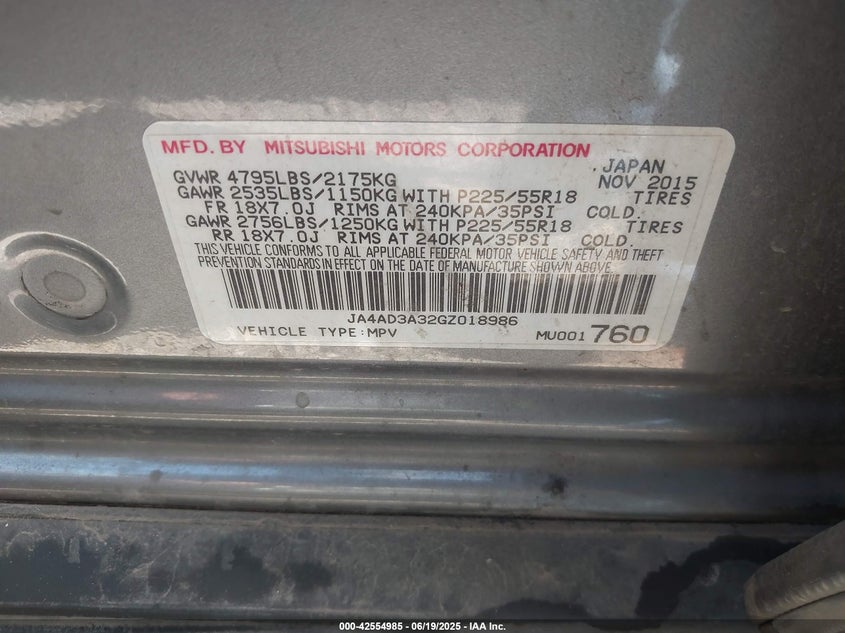 MFD. BY MITSUBISHI MOTORS CORPORATION
JAPAN
GVWR 4795LBS/2175KG NOV 2015
GAWR 2535LBS/1150KG WITH P225/55R18 TIRES
FR 18X7.0J RIMS AT 240KPA/35PSI COLD.
GAWR 2756LBS/1250KG WITH P225/55R18 TIRES
RR 18X7.0J RIMS AT 240KPA/35PSI COLD.
THIS VEHICLE CONFORMS TO ALL APPLICABLE FEDERAL MOTOR VEHICLE SAFETY AND THEFT
PREVENTION STANDARDS IN EFFECT ON THE DATE OF MANUFACTURE SHOWN ABOVE.
JA4AD3A32GZ018986
VEHICLE TYPE:MPV MU001 760
000-42554985 - 06/19/2025 - IAA Inc.